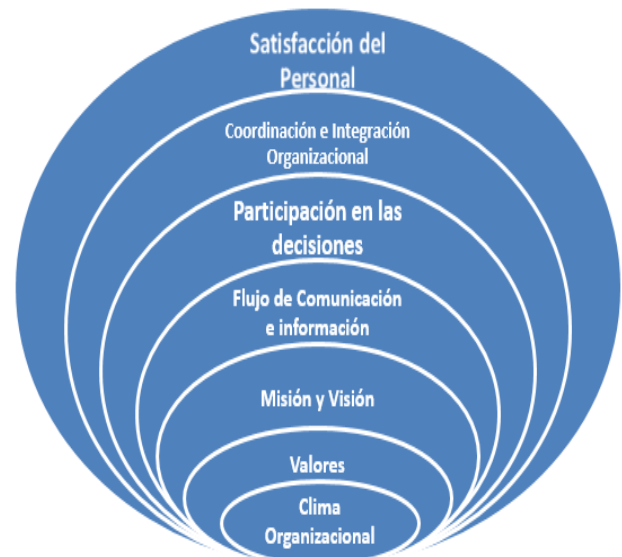 Satisfacción del
Personal
Coordinación e Integración
Organizacional
Participación en las
decisiones
Flujo de Comunicación
e información
Misión y Visión
Valores
Clima
Organizacional